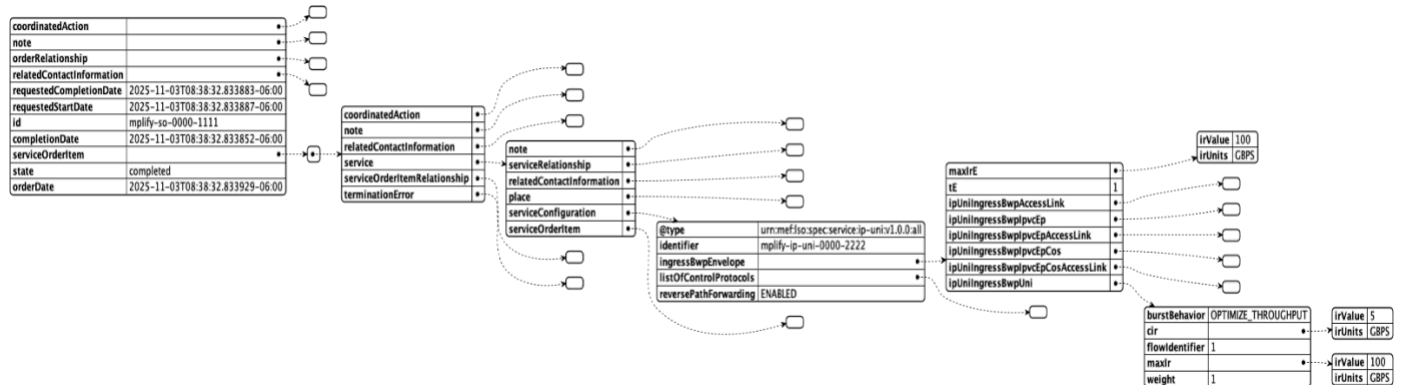 coordinatedAction
note
orderRelationship
relatedContactInformation
requestedCompletionDate 2025-11-03T08:38:32.833883-06:00
requestedStartDate 2025-11-03T08:38:32.833887-06:00
id mplify-so-0000-1111
completionDate 2025-11-03T08:38:32.833852-06:00
serviceOrderItem
state completed
orderDate 2025-11-03T08:38:32.833929-06:00
coordinatedAction
note
relatedContactInformation
service
serviceOrderItemRelationship
terminationError
note
serviceRelationship
relatedContactInformation
place
serviceConfiguration
serviceOrderItem
@type urn:mef:lso:spec:service:ip-uni:v1.0.0:all
identifier mplify-ip-uni-0000-2222
ingressBwpEnvelope
listOfControlProtocols
reversePathForwarding ENABLED
maxIrE
tE 1
ipUniIngressBwpAccessLink
ipUniIngressBwpIpvcEp
ipUniIngressBwpIpvcEpAccessLink
ipUniIngressBwpIpvcEpCos
ipUniIngressBwpIpvcEpCosAccessLink
ipUniIngressBwpUni
irValue 100
irUnits GBPS
burstBehavior OPTIMIZE_THROUGHPUT
cir
flowIdentifier 1
maxIr
weight 1
irValue 5
irUnits GBPS
irValue 100
irUnits GBPS